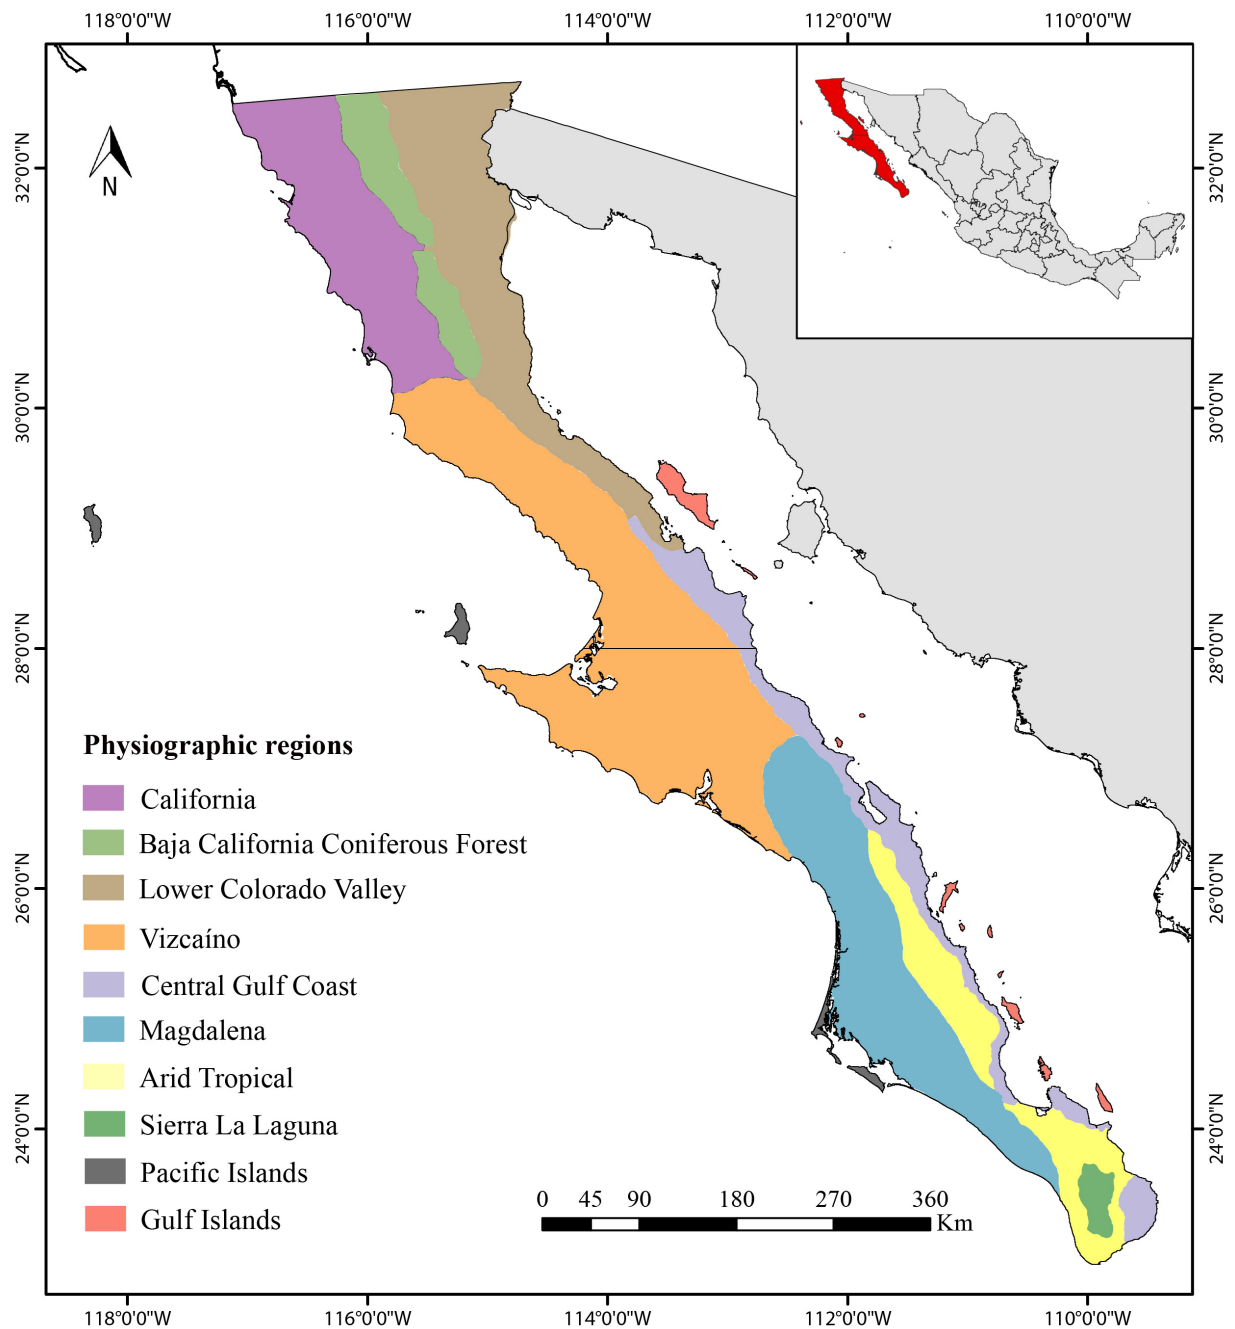 118°0'0"W 116°0'0"W 114°0'0"W 112°0'0"W 110°0'0"W
32°0'0"N 32°0'0"N
N
30°0'0"N 30°0'0"N
28°0'0"N 28°0'0"N
Physiographic regions
California
Baja California Coniferous Forest
Lower Colorado Valley
26°0'0"N 26°0'0"N
Vizcaíno
Central Gulf Coast
Magdalena
Arid Tropical
Sierra La Laguna
24°0'0"N 24°0'0"N
Pacific Islands
Gulf Islands
0 45 90 180 270 360
Km
118°0'0"W 116°0'0"W 114°0'0"W 112°0'0"W 110°0'0"W